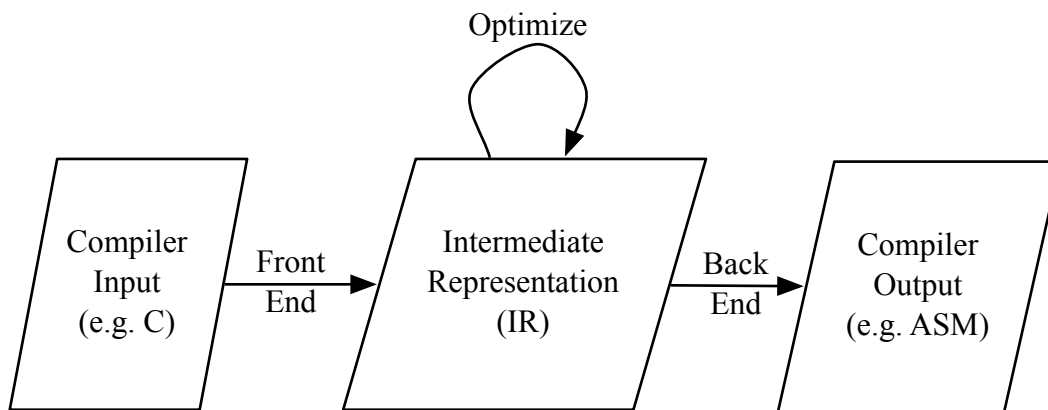 Optimize
Compiler
Input
(e.g. C)
Front
End
Intermediate
Representation
(IR)
Back
End
Compiler
Output
(e.g. ASM)